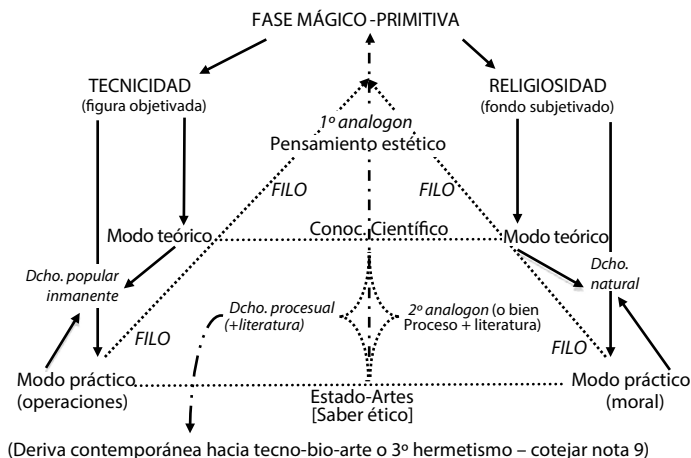 FASE MÁGICO-PRIMITIVA
TECNICIDAD
(figura objetivada)
RELIGIOSIDAD
(fondo subjetivado)
1º analogon
Pensamiento estético
FILO
FILO
Modo teórico
Conoc. Científico
Modo teórico
Dcho. popular
inmanente
Dcho.
natural
Dcho. procesual
(+literatura)
2º analogon (o bien
Proceso + literatura)
FILO
FILO
Modo práctico
(operaciones)
Estado-Artes
[Saber ético]
Modo práctico
(moral)
(Deriva contemporánea hacia tecno-bio-arte o 3º hermetismo – cotejar nota 9)